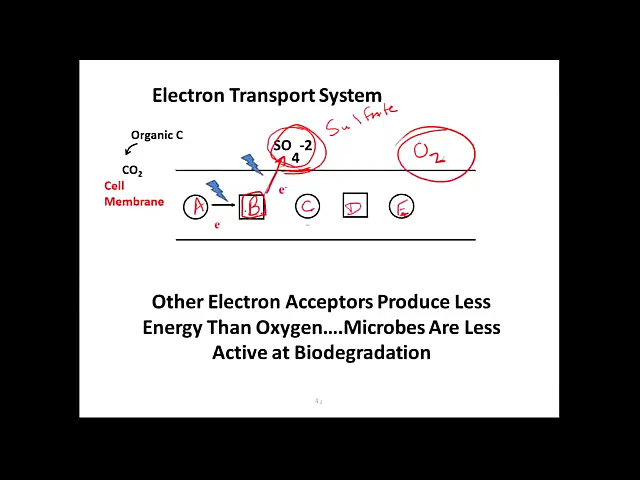 Electron Transport System
Sulfate
Organic C
SO -2
4
O2
CO2
Cell
Membrane
e-
A B C D E
e
Other Electron Acceptors Produce Less
Energy Than Oxygen....Microbes Are Less
Active at Biodegradation